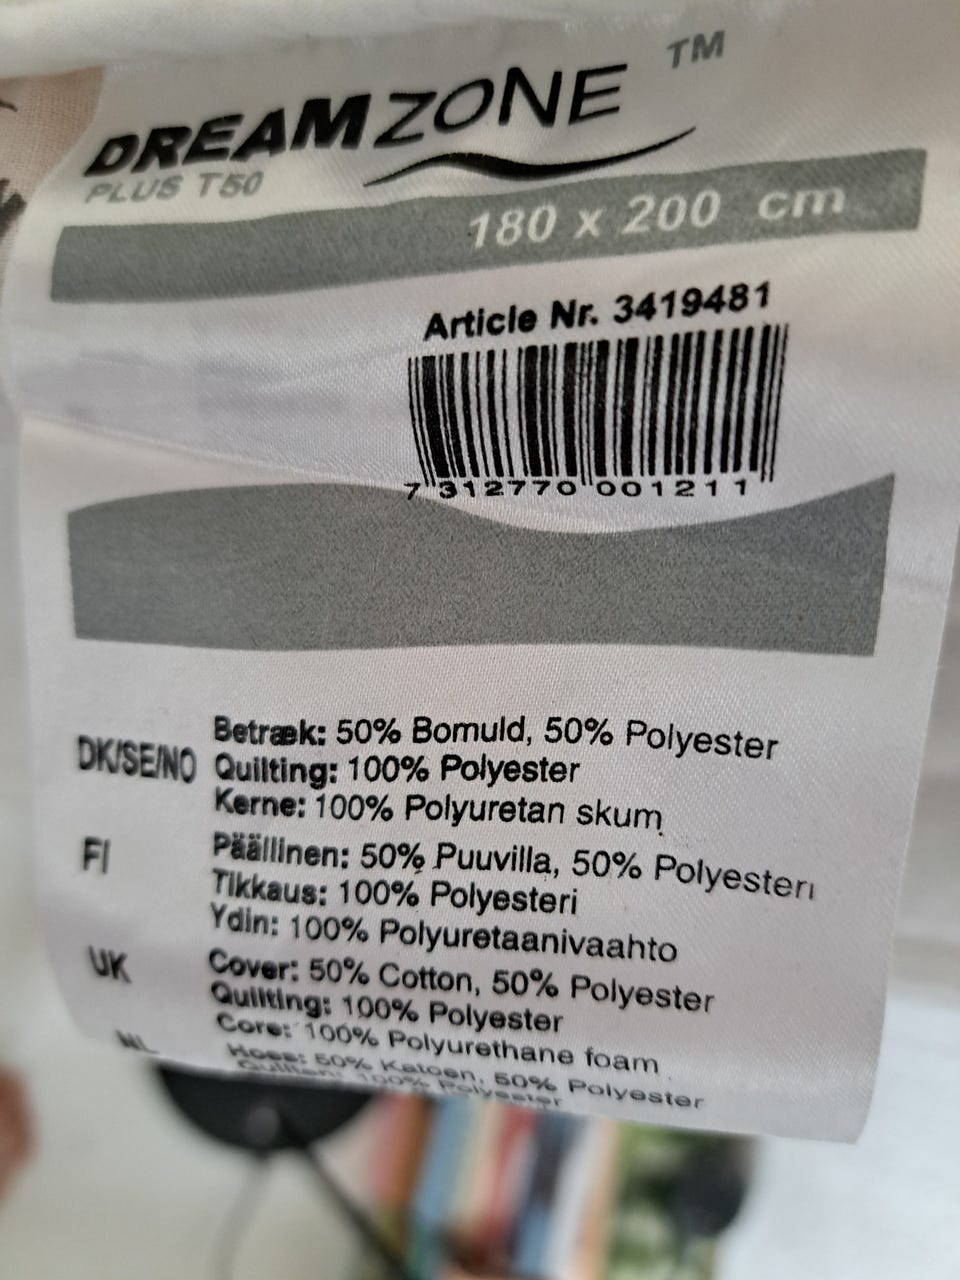 DREAMZONE ™
PLUS T50
180 x 200 cm
Article Nr. 3419481
7 312770 001211
DK/SE/NO
Betræk: 50% Bomuld, 50% Polyester
Quilting: 100% Polyester
Kerne: 100% Polyuretan skum
FI
Päällinen: 50% Puuvilla, 50% Polyesteri
Tikkaus: 100% Polyesteri
Ydin: 100% Polyuretaanivaahto
UK
Cover: 50% Cotton, 50% Polyester
Quilting: 100% Polyester
Core: 100% Polyurethane foam
NL
Hoes: 50% Katoen, 50% Polyester
100% Polyester